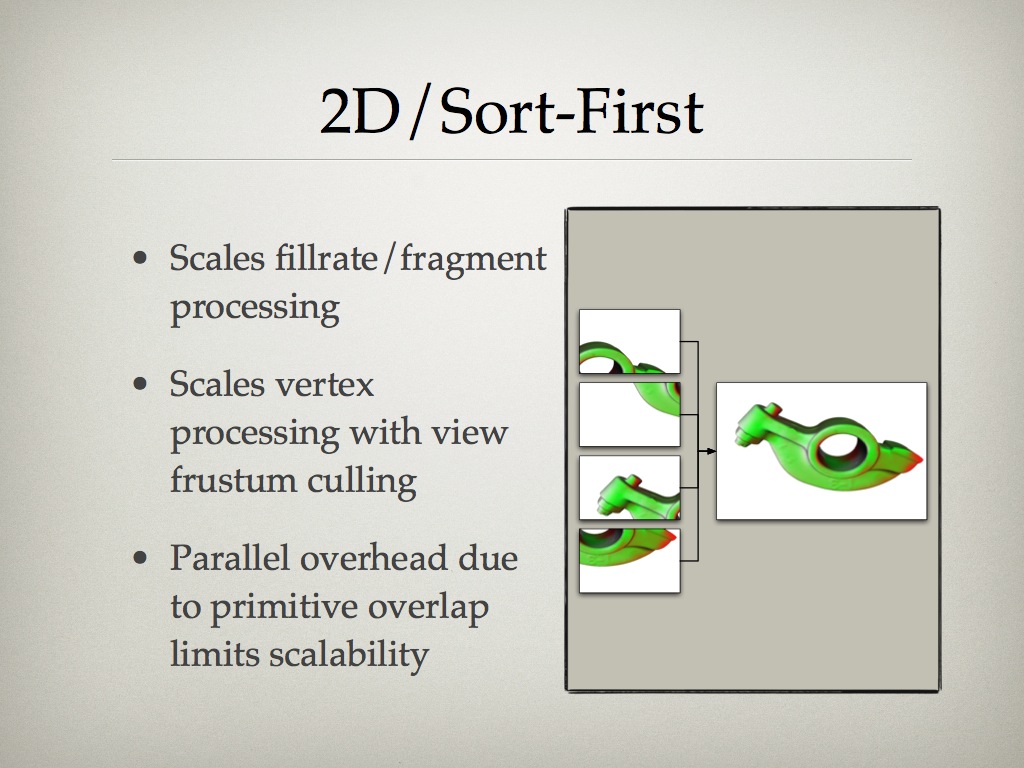 2D/Sort-First
• Scales fillrate/fragment
processing
• Scales vertex
processing with view
frustum culling
• Parallel overhead due
to primitive overlap
limits scalability